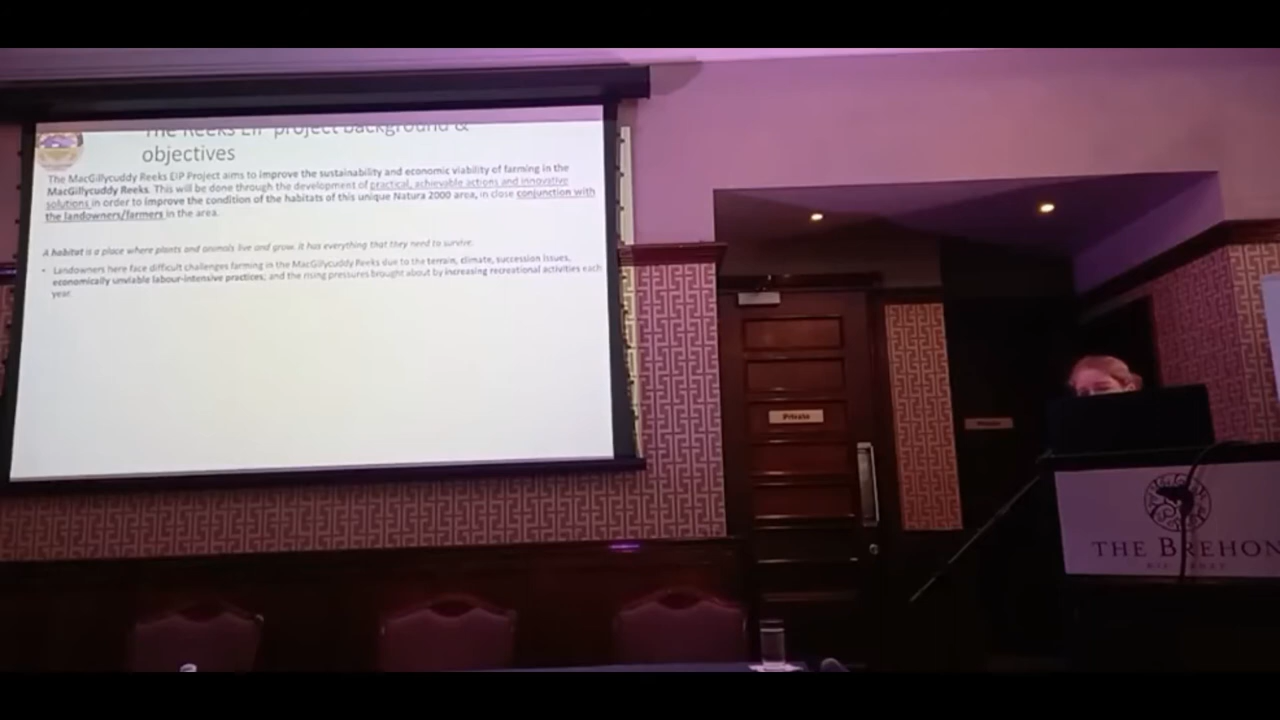 The Reeks EIP project background &
objectives
The MacGillycuddy Reeks EIP Project aims to improve the sustainability and economic viability of farming in the
MacGillycuddy Reeks. This will be done through the development of practical, achievable actions and innovative
solutions in order to improve the condition of the habitats of this unique Natura 2000 area, in close conjunction with
the landowners/farmers in the area.
A habitat is a place where plants and animals live and grow. It has everything that they need to survive.
• Landowners here face difficult challenges farming in the MacGillycuddy Reeks due to the terrain, climate, succession issues,
economically unviable labour-intensive practices, and the rising pressures brought about by increasing recreational activities each
year.
Private
THE BREHON